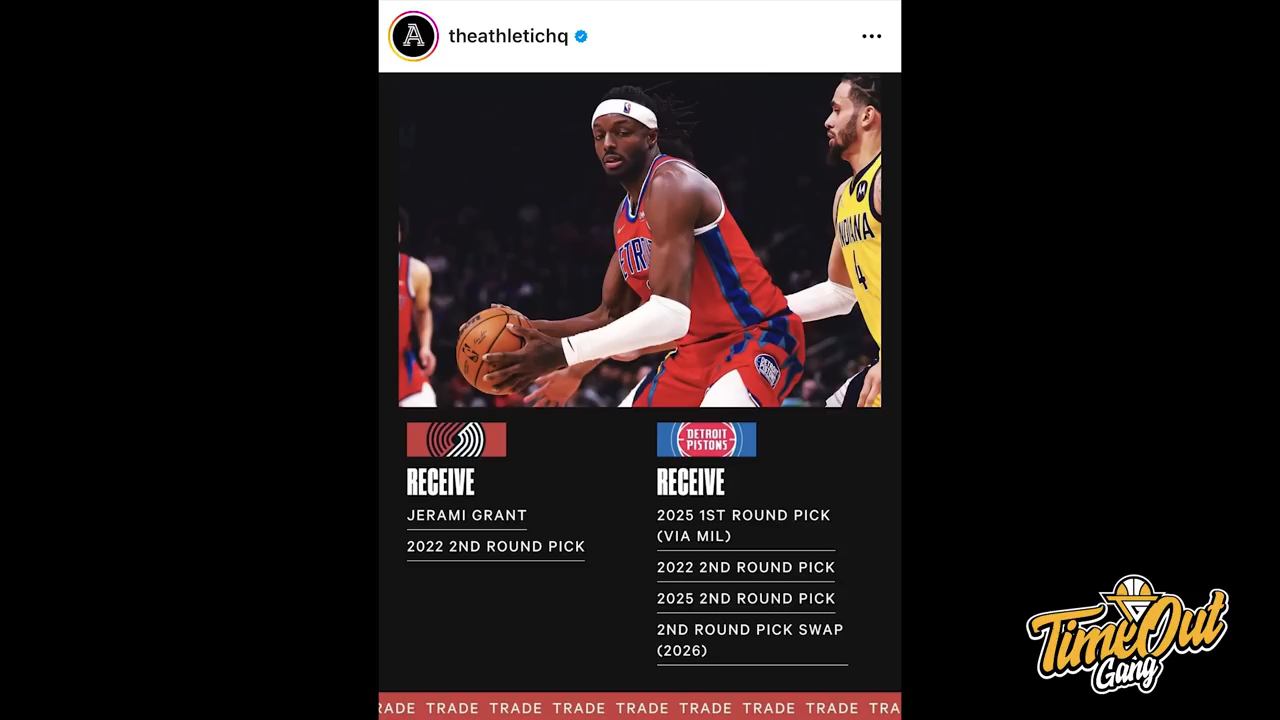 theathletichq
DETRO
INDIANA
4
DETROIT
PISTONS
RECEIVE
JERAMI GRANT
2022 2ND ROUND PICK
RECEIVE
2025 1ST ROUND PICK
(VIA MIL)
2022 2ND ROUND PICK
2025 2ND ROUND PICK
2ND ROUND PICK SWAP
(2026)
TimeOut
Gang
RADE TRADE TRADE TRADE TRADE TRADE TRADE TRADE TRA